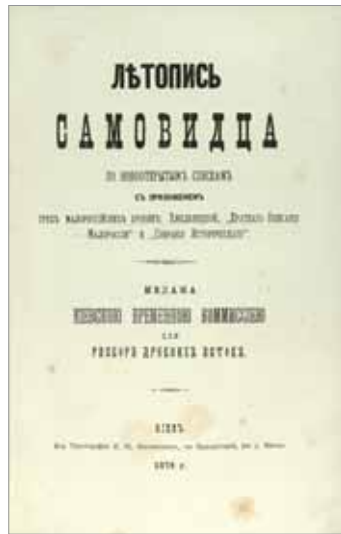 ЛѢТОПИСЬ
САМОВИДЦА
ПО НОВООТКРЫТЫМЪ СПИСКАМЪ
СЪ ПРИЛОЖЕНІЕМЪ
ТРЕХЪ МАЛОРОССІЙСКИХЪ ХРОНИКЪ: ХМЕЛЬНИЦКОЙ, „КРАТКАГО ОПИСАНІЯ
МАЛОРОССІИ“ И „СОБРАНІЯ ИСТОРИЧЕСКАГО“.
ИЗДАНА
КІЕВСКОЮ ВРЕМЕННОЮ КОММИССІЕЮ
ДЛЯ
РАЗБОРА ДРЕВНИХЪ АКТОВЪ.
КІЕВЪ.
1878 г.